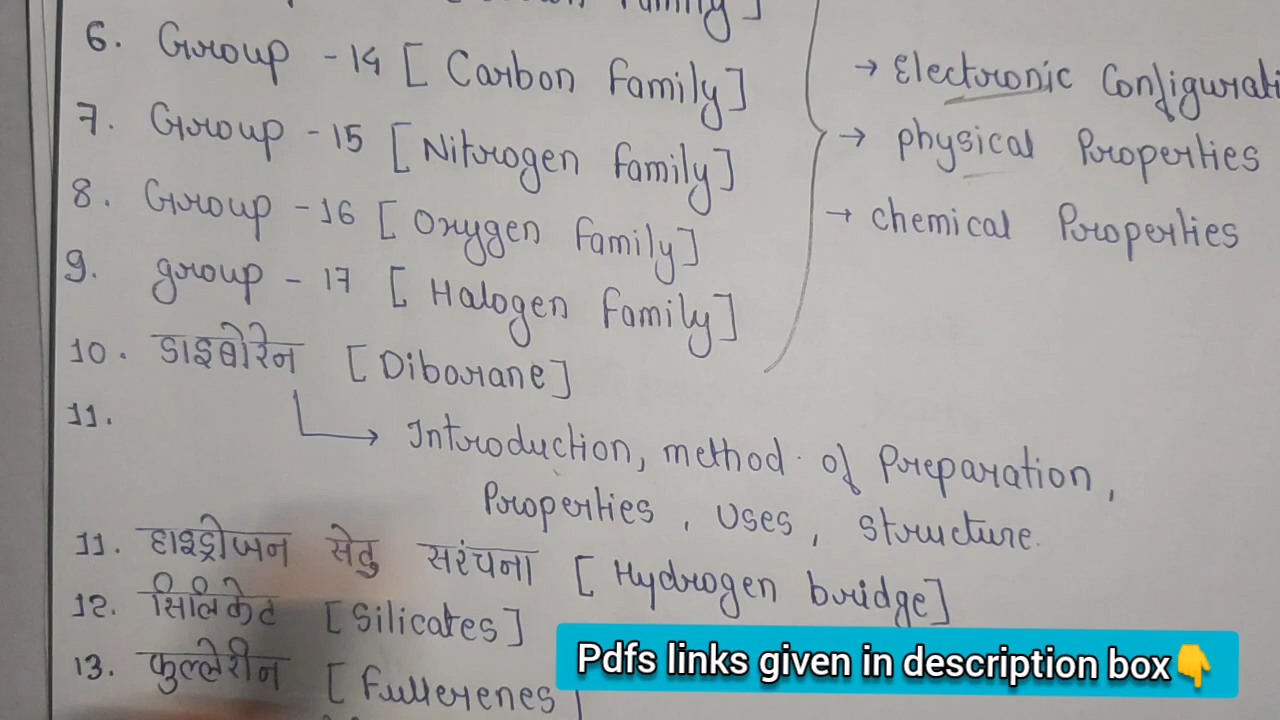 6. Group - 14 [ Carbon family ]
→ Electronic Configurati
7. Group - 15 [ Nitrogen family ]
→ physical Properties
8. Group - 16 [ Oxygen family ]
→ chemical Properties
9. group - 17 [ Halogen family ]
10. डाइबोरेन [ Diborane ]
11.
→ Introduction, method of Preparation,
Properties, Uses, structure.
11. हाइड्रोजन सेतु सरंचना [ Hydrogen bridge ]
12. सिलिकेट [ Silicates ]
13. फुल्लेरीन [ fullerenes ]
Pdfs links given in description box👇